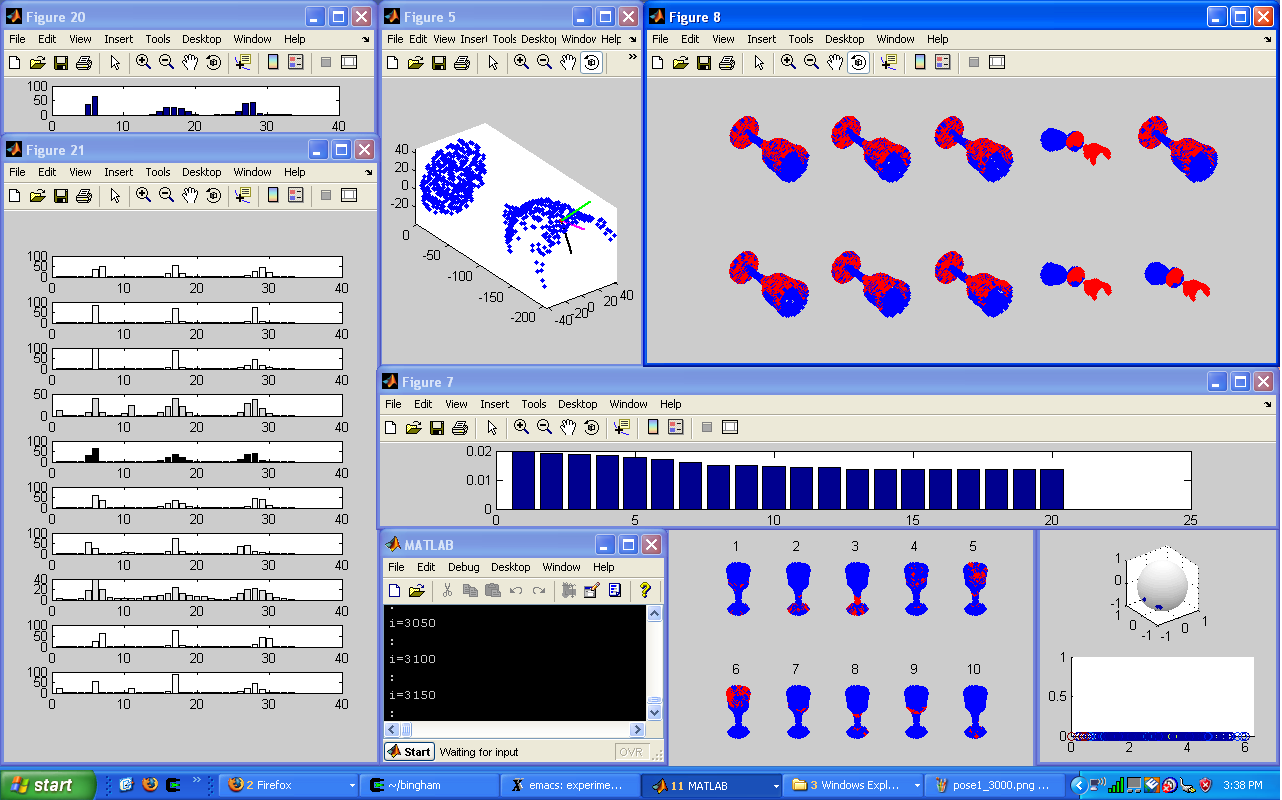 Figure 20
File Edit View Insert Tools Desktop Window Help
100
50
0
0 10 20 30 40
Figure 21
File Edit View Insert Tools Desktop Window Help
100
50
0
0 10 20 30 40
100
50
0
0 10 20 30 40
100
50
0
0 10 20 30 40
50
0
0 10 20 30 40
100
50
0
0 10 20 30 40
100
50
0
0 10 20 30 40
100
50
0
0 10 20 30 40
40
20
0
0 10 20 30 40
100
50
0
0 10 20 30 40
100
50
0
0 10 20 30 40
Figure 5
File Edit View Insert Tools Desktop Window Help
40
20
0
-20
0
-50
-100
-150
-200
-40 -20 0 20 40
Figure 8
File Edit View Insert Tools Desktop Window Help
Figure 7
File Edit View Insert Tools Desktop Window Help
0.02
0.01
0
0 5 10 15 20 25
MATLAB
File Edit Debug Desktop Window Help
:
i=3050
:
i=3100
:
i=3150
:
Start Waiting for input OVR
1 2 3 4 5
6 7 8 9 10
1
0
-1
1 0 -1 -1 0 1
1
0.5
0
0 2 4 6
start 2 Firefox ~/bingham emacs: experime... 11 MATLAB 3 Windows Expl... pose1_3000.png ... 3:38 PM